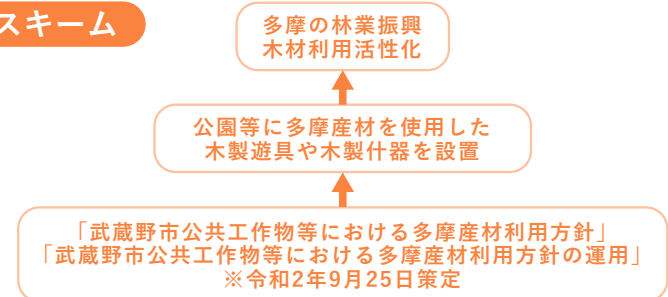 スキーム
多摩の林業振興
木材利用活性化
公園等に多摩産材を使用した
木製遊具や木製什器を設置
「武蔵野市公共工作物等における多摩産材利用方針」
「武蔵野市公共工作物等における多摩産材利用方針の運用」
※令和2年9月25日策定